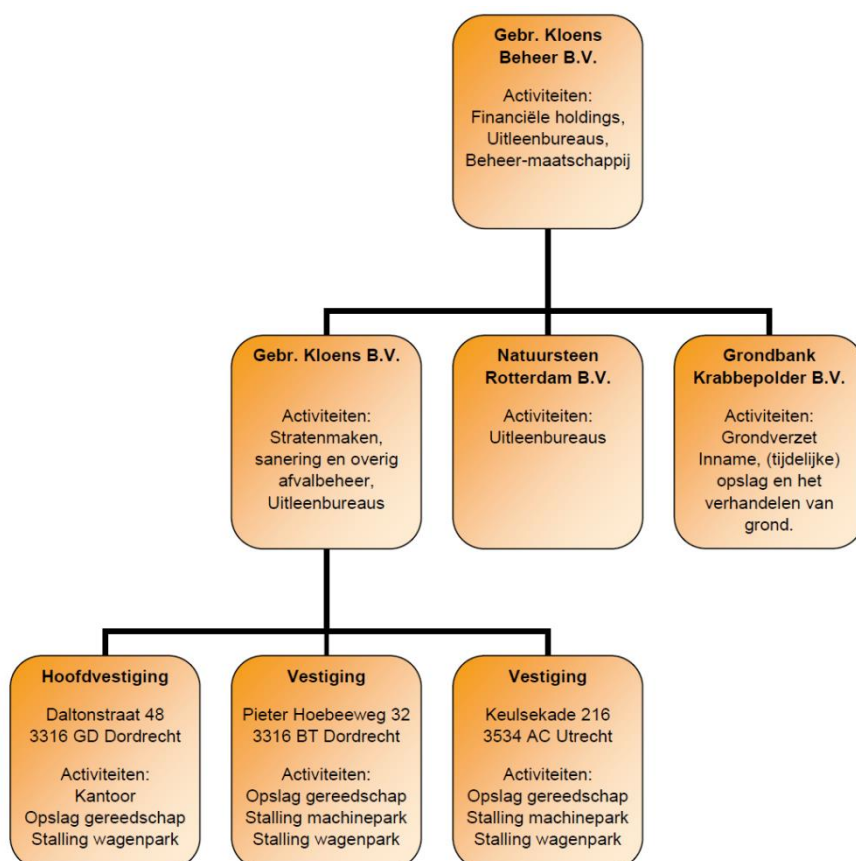 Gebr. Kloens
Beheer B.V.
Activiteiten:
Financiële holdings,
Uitleenbureaus,
Beheer-maatschappij
Gebr. Kloens B.V.
Activiteiten:
Stratenmaken,
sanering en overig
afvalbeheer,
Uitleenbureaus
Natuursteen
Rotterdam B.V.
Activiteiten:
Uitleenbureaus
Grondbank
Krabbepolder B.V.
Activiteiten:
Grondverzet
Inname, (tijdelijke)
opslag en het
verhandelen van
grond.
Hoofdvestiging
Daltonstraat 48
3316 GD Dordrecht
Activiteiten:
Kantoor
Opslag gereedschap
Stalling wagenpark
Vestiging
Pieter Hoebeeweg 32
3316 BT Dordrecht
Activiteiten:
Opslag gereedschap
Stalling machinepark
Stalling wagenpark
Vestiging
Keulsekade 216
3534 AC Utrecht
Activiteiten:
Opslag gereedschap
Stalling machinepark
Stalling wagenpark